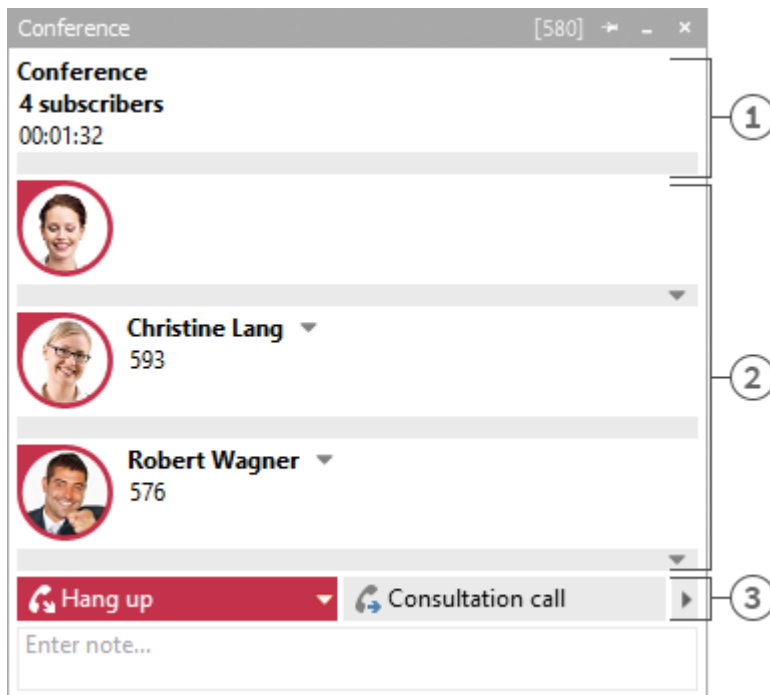 Conference [580]
Conference
4 subscribers
00:01:32
1
Christine Lang
593
2
Robert Wagner
576
Hang up Consultation call
3
Enter note...